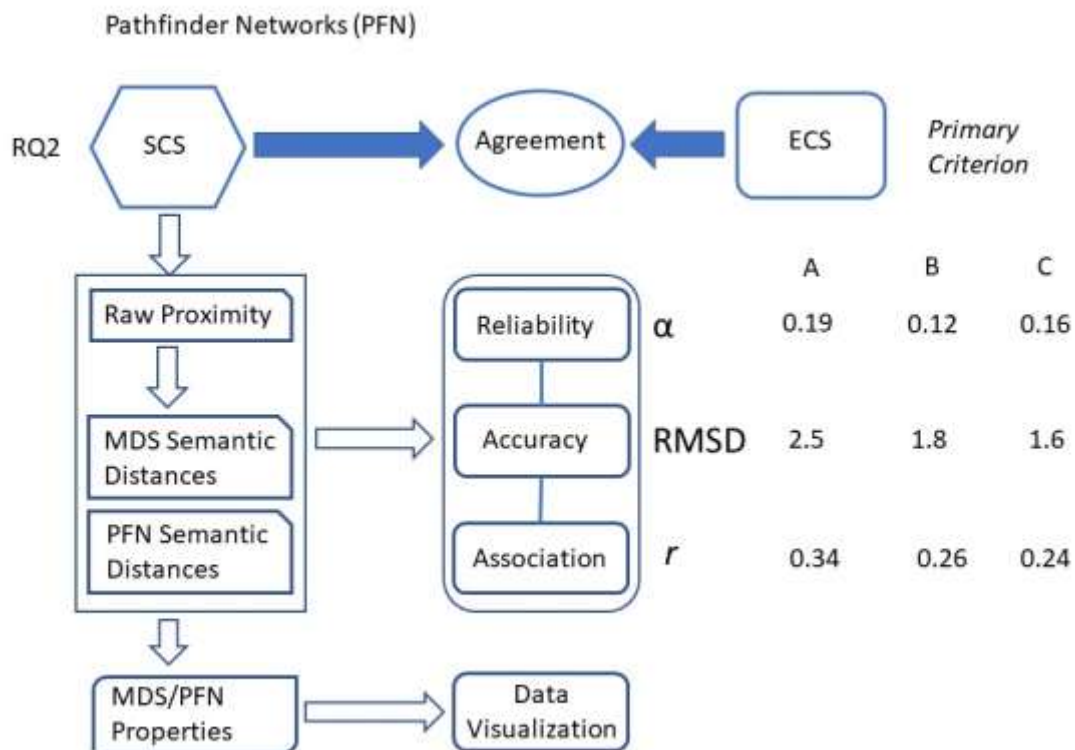 Pathfinder Networks (PFN)
RQ2
SCS
Agreement
ECS
Primary
Criterion
A B C
Raw Proximity
Reliability α 0.19 0.12 0.16
MDS Semantic
Distances
Accuracy RMSD 2.5 1.8 1.6
PFN Semantic
Distances
Association r 0.34 0.26 0.24
MDS/PFN
Properties
Data
Visualization